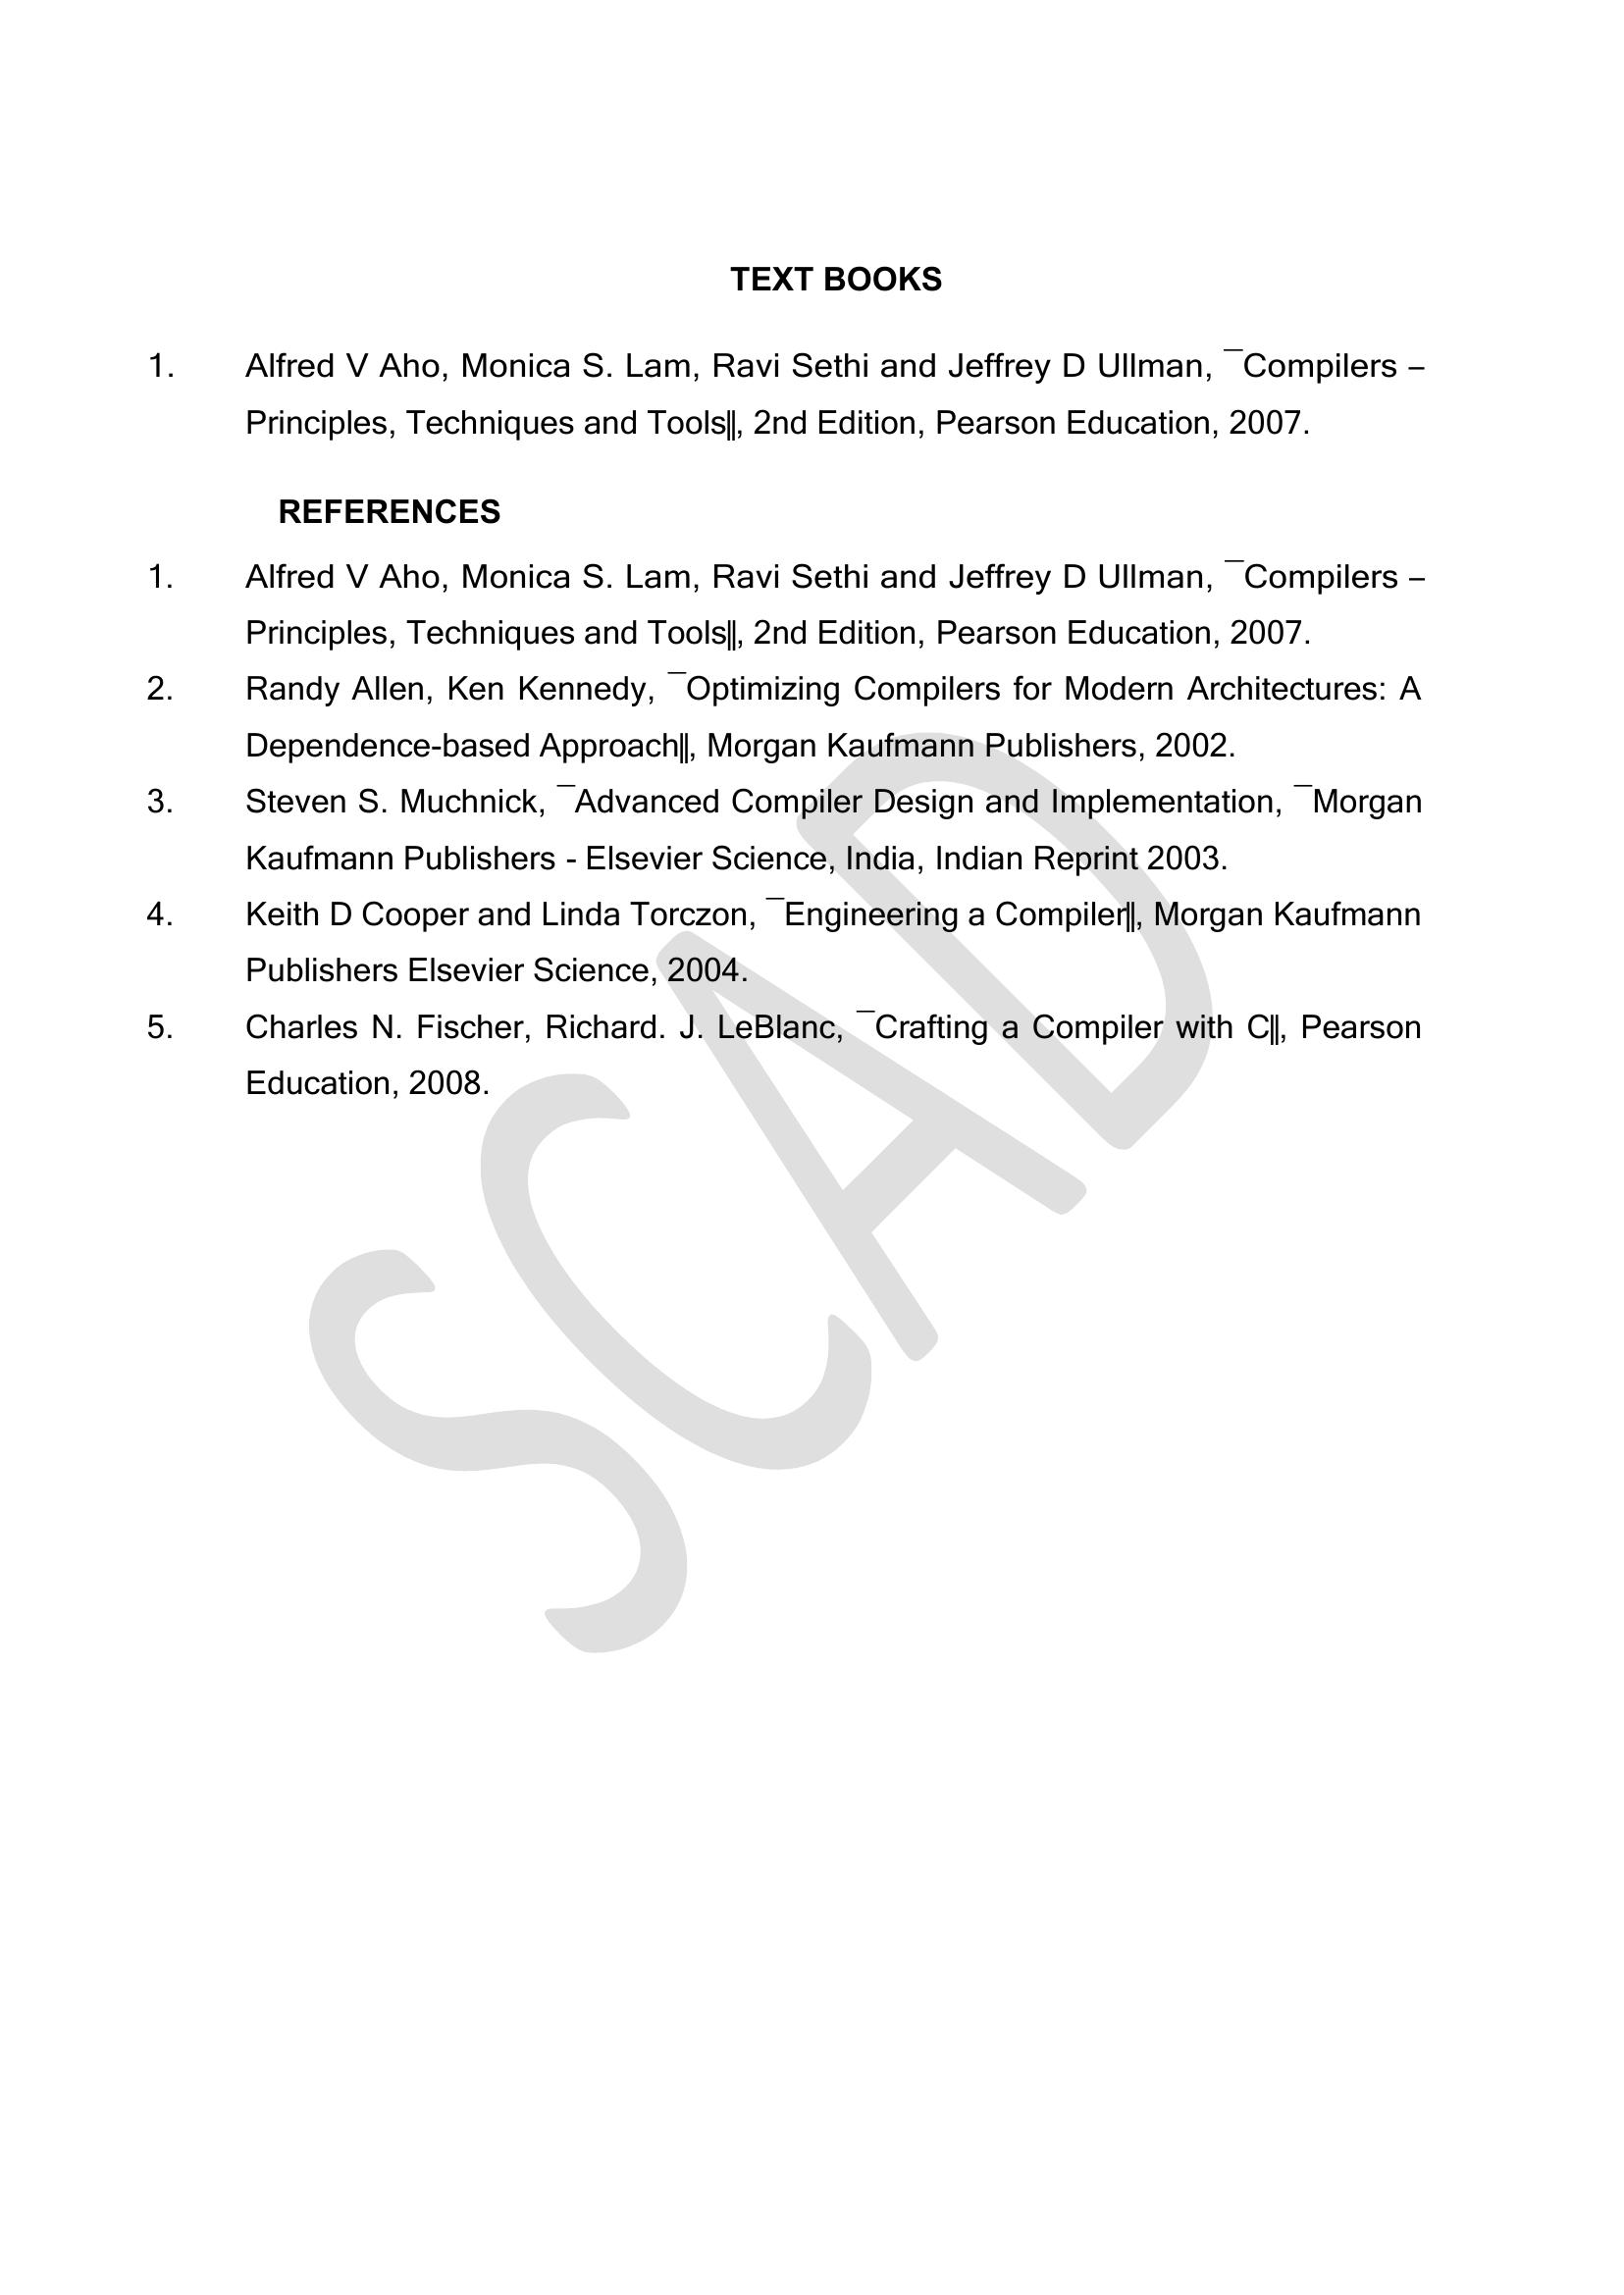 TEXT BOOKS
1. Alfred V Aho, Monica S. Lam, Ravi Sethi and Jeffrey D Ullman, ¯Compilers –
Principles, Techniques and Tools‖, 2nd Edition, Pearson Education, 2007.
REFERENCES
1. Alfred V Aho, Monica S. Lam, Ravi Sethi and Jeffrey D Ullman, ¯Compilers –
Principles, Techniques and Tools‖, 2nd Edition, Pearson Education, 2007.
2. Randy Allen, Ken Kennedy, ¯Optimizing Compilers for Modern Architectures: A
Dependence-based Approach‖, Morgan Kaufmann Publishers, 2002.
3. Steven S. Muchnick, ¯Advanced Compiler Design and Implementation, ¯Morgan
Kaufmann Publishers - Elsevier Science, India, Indian Reprint 2003.
4. Keith D Cooper and Linda Torczon, ¯Engineering a Compiler‖, Morgan Kaufmann
Publishers Elsevier Science, 2004.
5. Charles N. Fischer, Richard. J. LeBlanc, ¯Crafting a Compiler with C‖, Pearson
Education, 2008.
SCAD